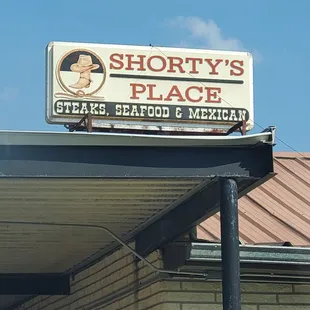 SHORTY'S
PLACE
STEAKS, SEAFOOD & MEXICAN